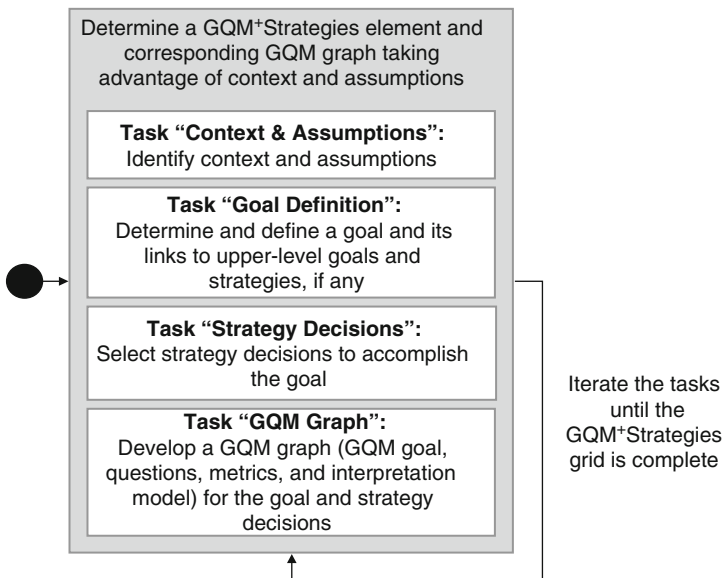 Determine a GQM⁺Strategies element and
corresponding GQM graph taking
advantage of context and assumptions
Task “Context & Assumptions”:
Identify context and assumptions
Task “Goal Definition”:
Determine and define a goal and its
links to upper-level goals and
strategies, if any
Task “Strategy Decisions”:
Select strategy decisions to accomplish
the goal
Task “GQM Graph”:
Develop a GQM graph (GQM goal,
questions, metrics, and interpretation
model) for the goal and strategy
decisions
Iterate the tasks
until the
GQM⁺Strategies
grid is complete